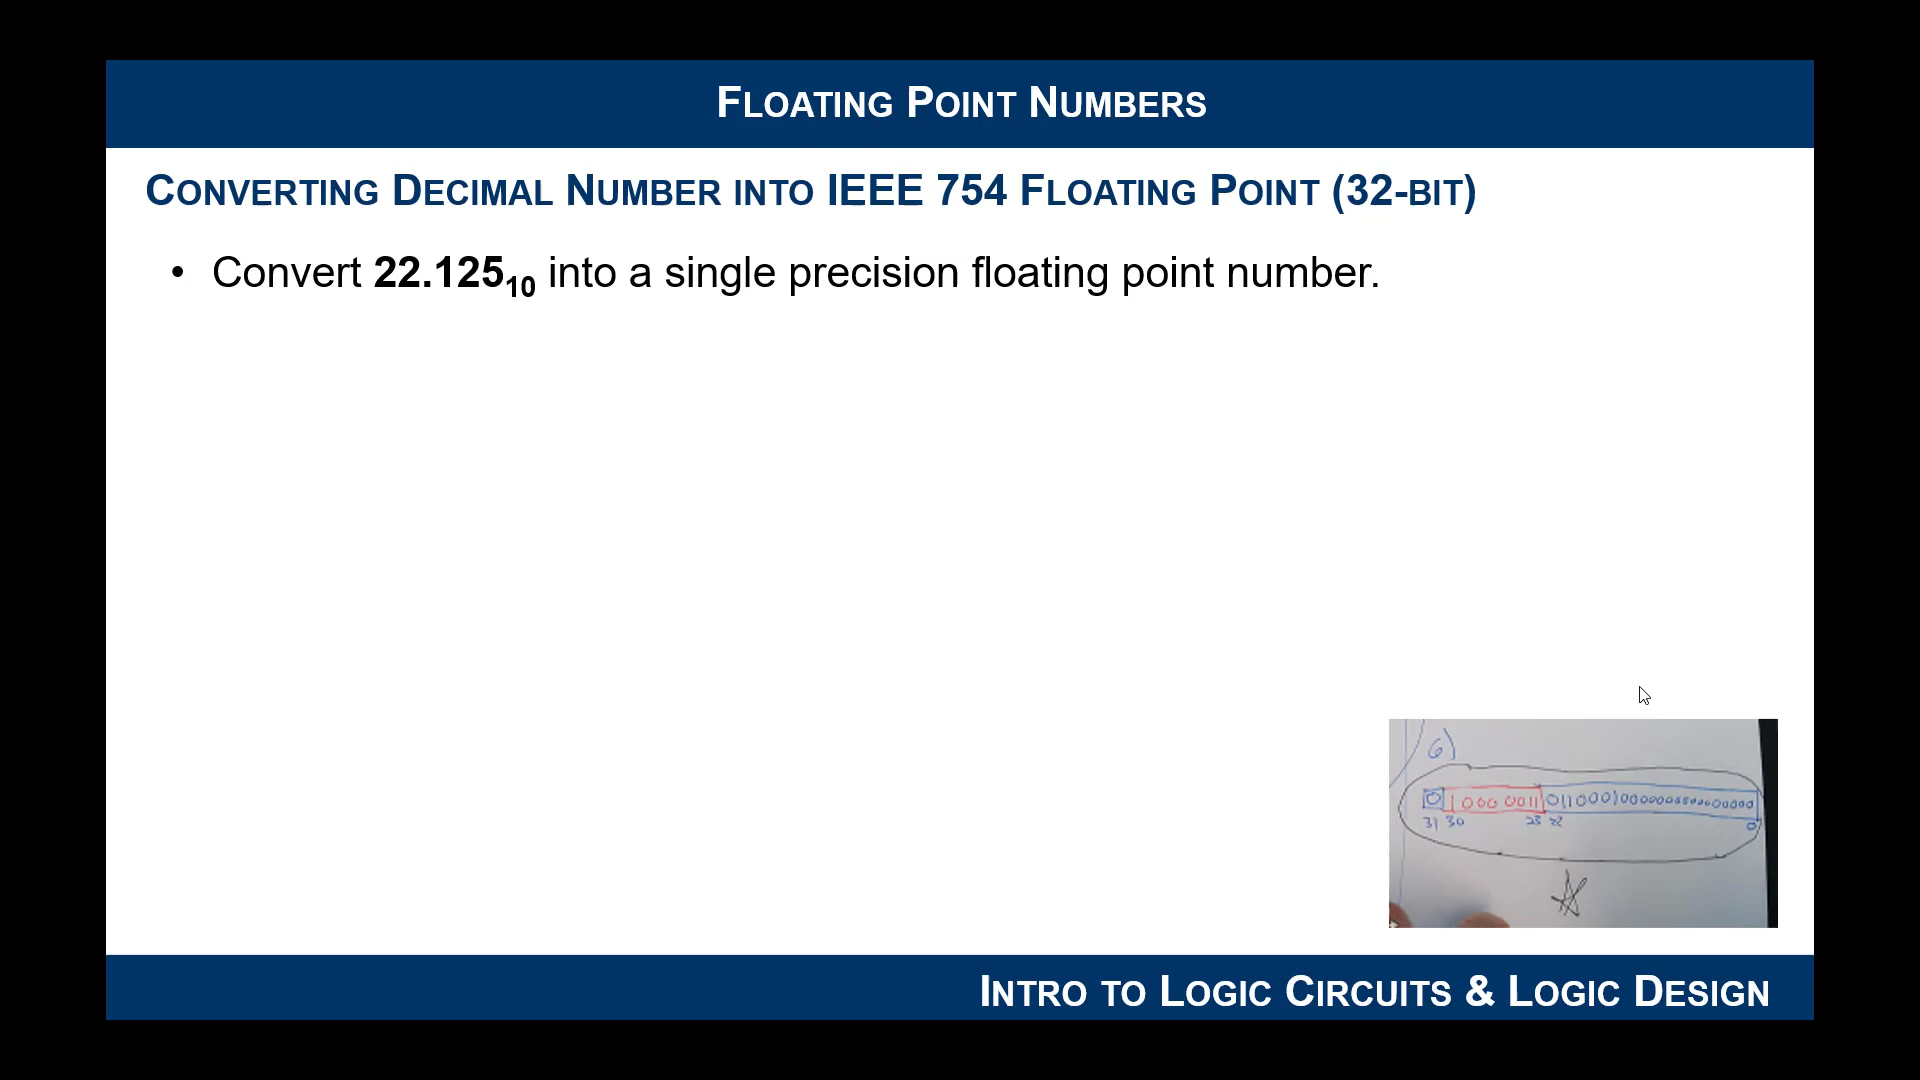 FLOATING POINT NUMBERS
CONVERTING DECIMAL NUMBER INTO IEEE 754 FLOATING POINT (32-BIT)
• Convert 22.125₁₀ into a single precision floating point number.
6)
0 1000 0011
31 30 23 22 0
INTRO TO LOGIC CIRCUITS & LOGIC DESIGN